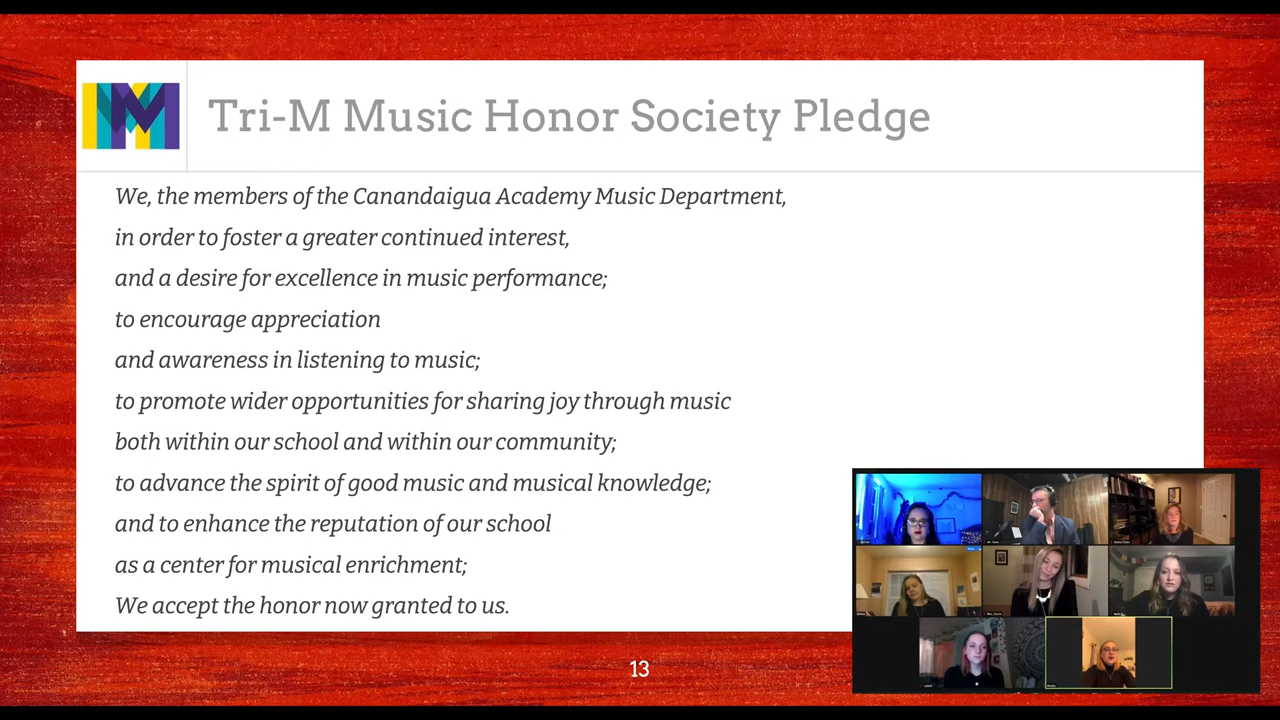 Tri-M Music Honor Society Pledge
We, the members of the Canandaigua Academy Music Department,
in order to foster a greater continued interest,
and a desire for excellence in music performance;
to encourage appreciation
and awareness in listening to music;
to promote wider opportunities for sharing joy through music
both within our school and within our community;
to advance the spirit of good music and musical knowledge;
and to enhance the reputation of our school
as a center for musical enrichment;
We accept the honor now granted to us.
13